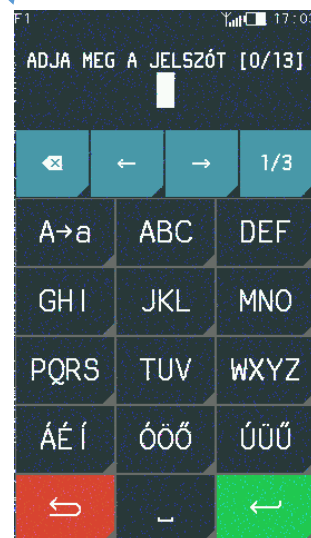 F1 17:03
ADJA MEG A JELSZÓT [0/13]
← → 1/3
A→a ABC DEF
GHI JKL MNO
PQRS TUV WXYZ
ÁÉÍ ÓÖŐ ÚÜŰ